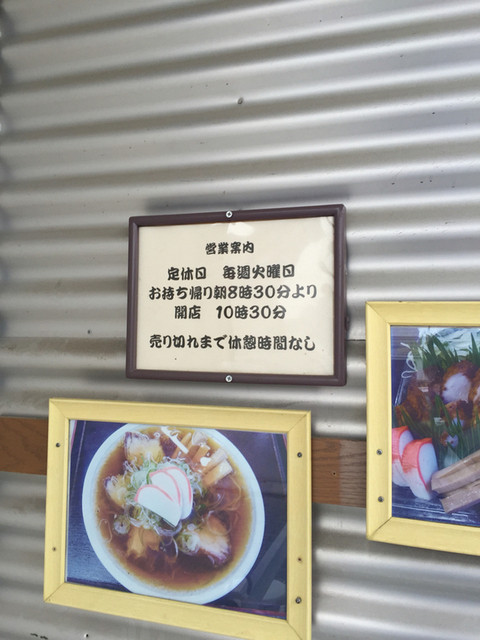 営業案内
定休日 毎週火曜日
お持ち帰り朝8時30分より
開店 10時30分
売り切れまで休憩時間なし